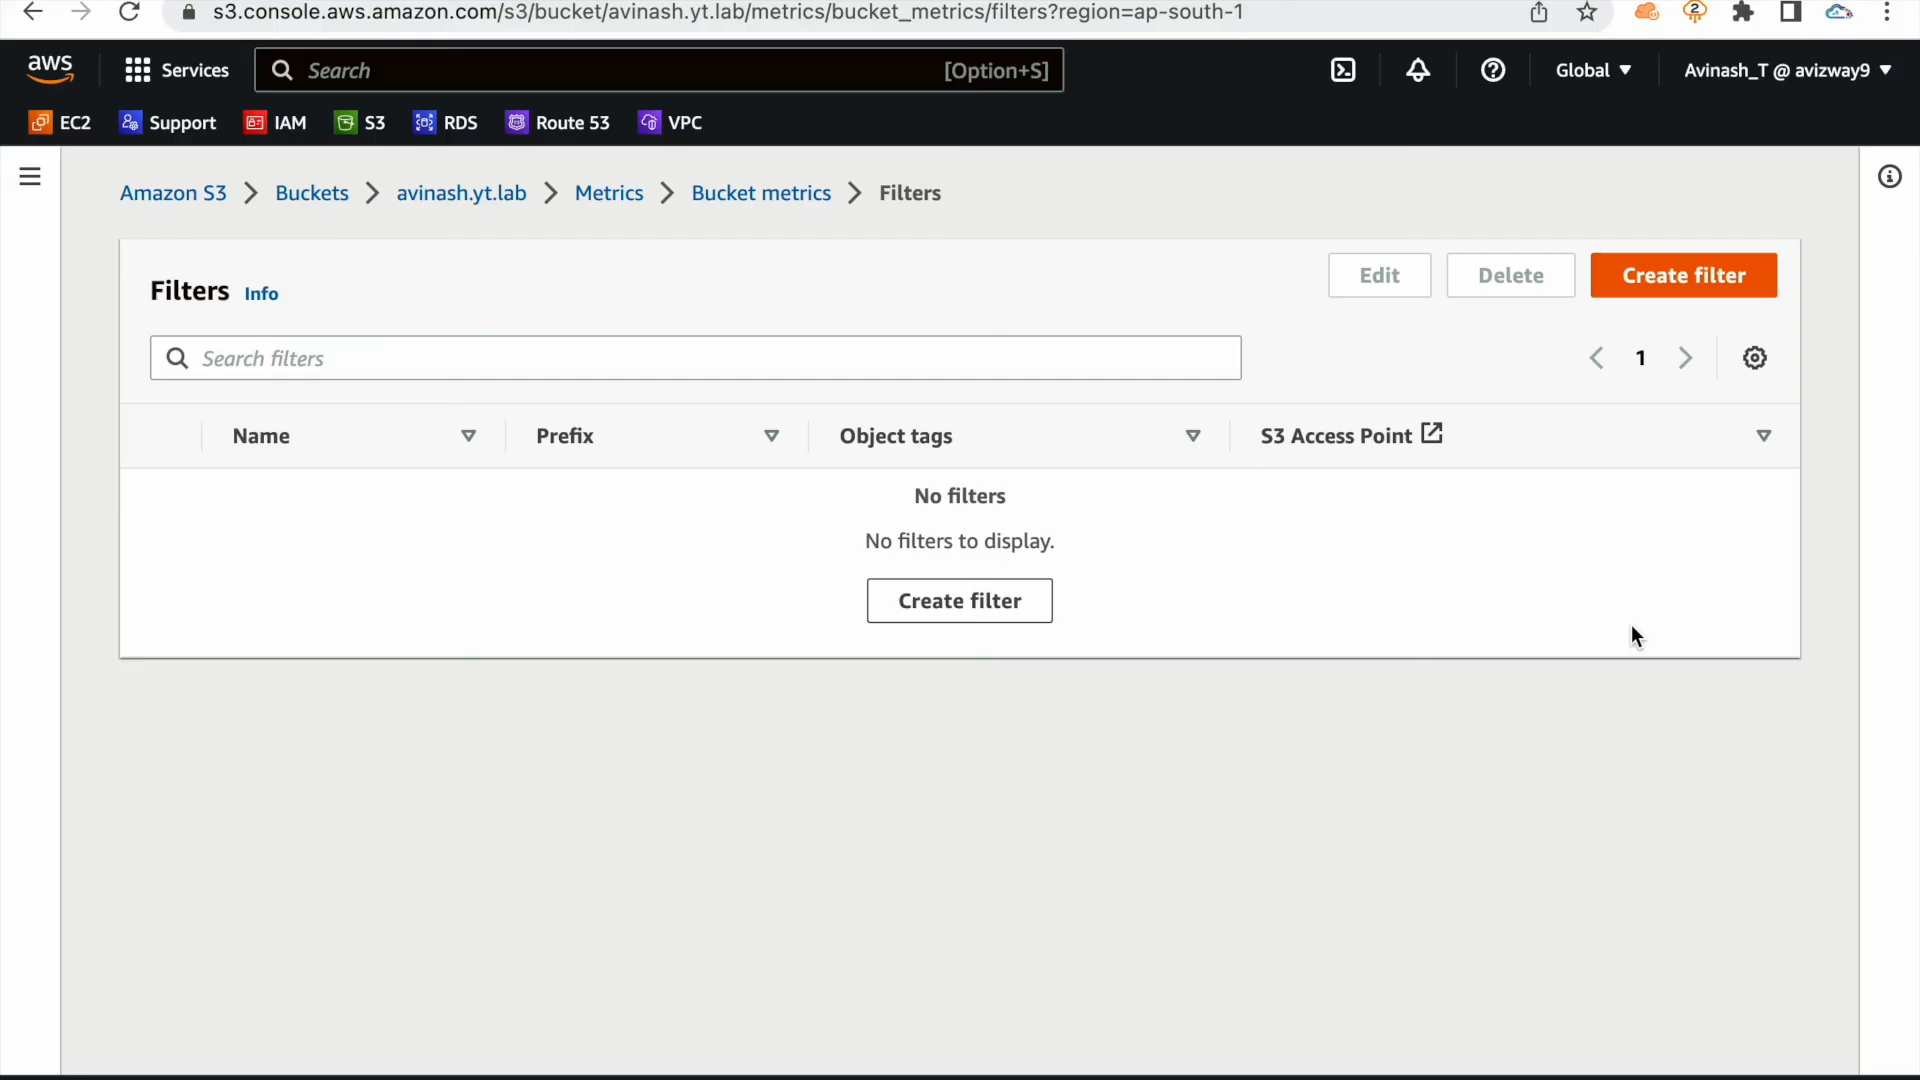 s3.console.aws.amazon.com/s3/bucket/avinash.yt.lab/metrics/bucket_metrics/filters?region=ap-south-1
2
aws Services Search [Option+S] Global Avinash_T @ avizway9
EC2 Support IAM S3 RDS Route 53 VPC
Amazon S3 Buckets avinash.yt.lab Metrics Bucket metrics Filters
Filters Info Edit Delete Create filter
Search filters 1
Name Prefix Object tags S3 Access Point
No filters
No filters to display.
Create filter